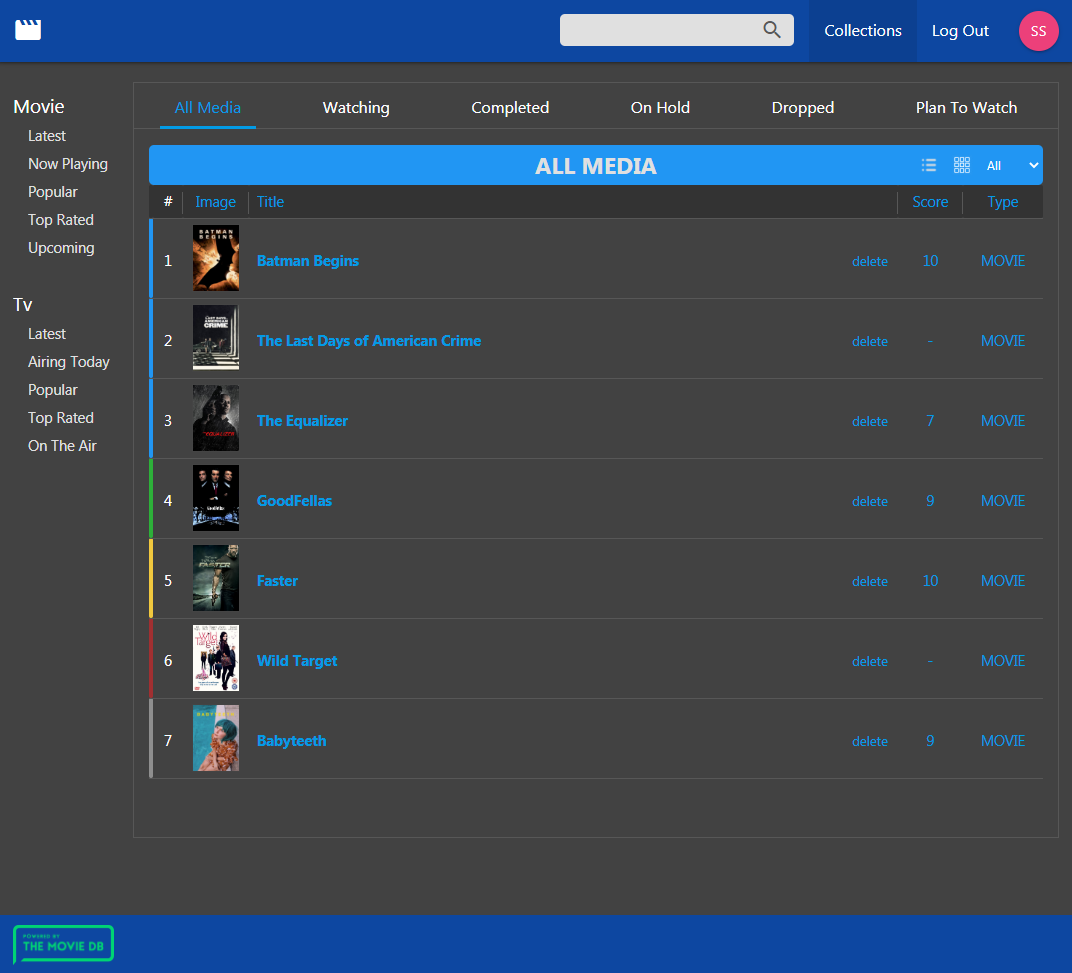 Collections Log Out SS
Movie
Latest
Now Playing
Popular
Top Rated
Upcoming
Tv
Latest
Airing Today
Popular
Top Rated
On The Air
All Media Watching Completed On Hold Dropped Plan To Watch
ALL MEDIA All
# Image Title Score Type
BATMAN
BEGINS
1 Batman Begins delete 10 MOVIE
AMERICAN
CRIME
2 The Last Days of American Crime delete - MOVIE
3 The Equalizer delete 7 MOVIE
4 GoodFellas delete 9 MOVIE
FASTER
5 Faster delete 10 MOVIE
Wild
Target
6 Wild Target delete - MOVIE
7 Babyteeth delete 9 MOVIE
POWERED BY
THE MOVIE DB